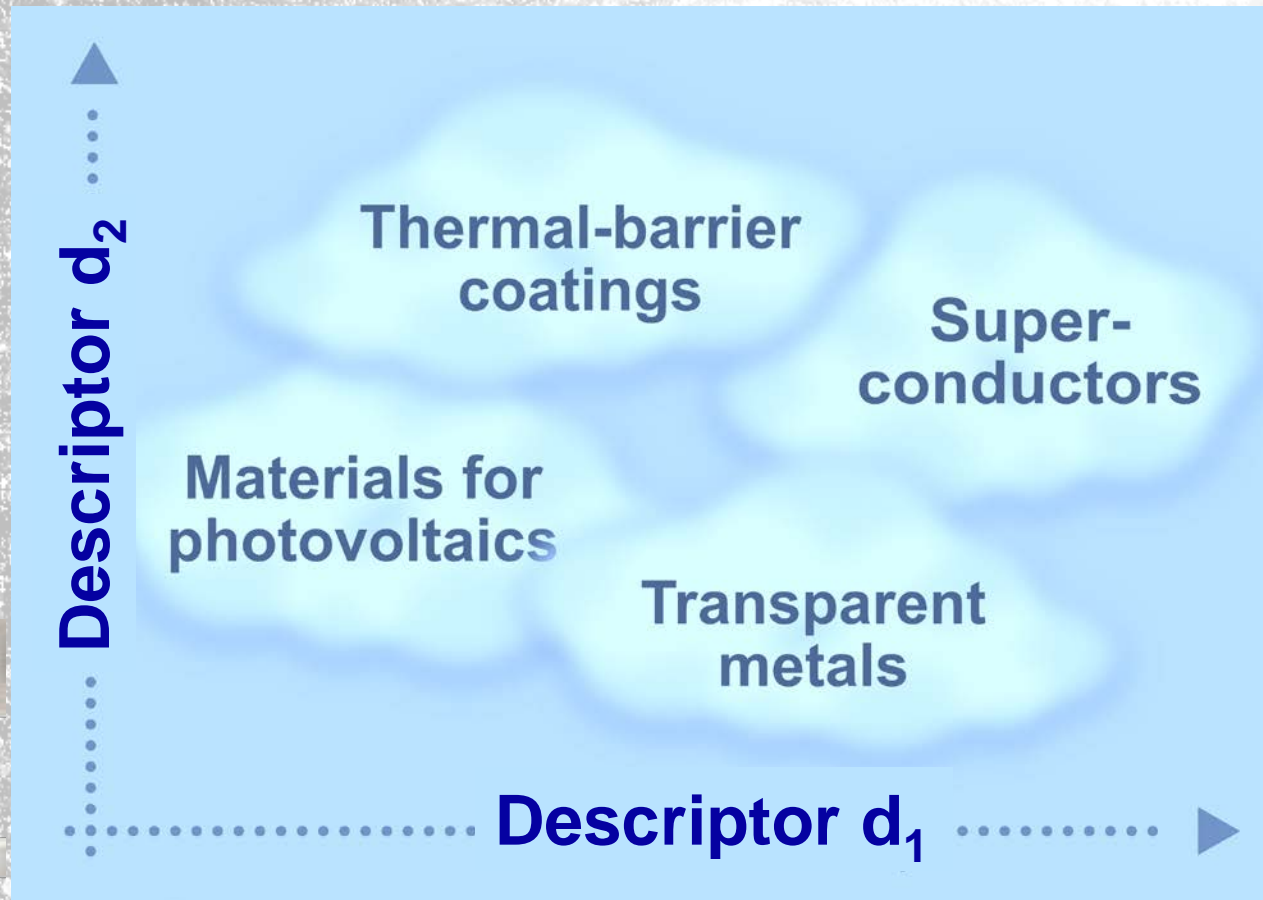 Descriptor d₂
Thermal-barrier
coatings
Super-
conductors
Materials for
photovoltaics
Transparent
metals
Descriptor d₁